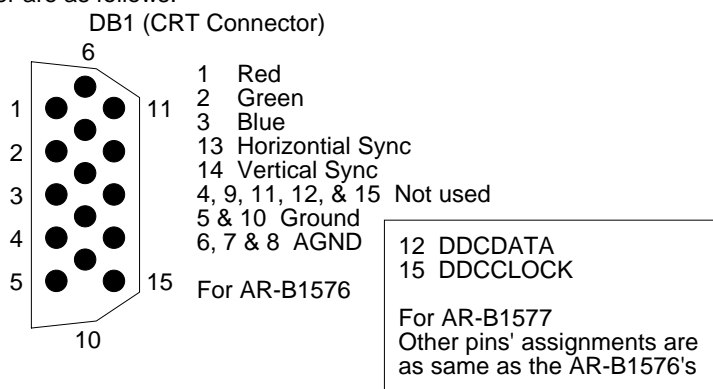 er are as follows:
DB1 (CRT Connector)
6
1
2
3
4
5
11
15
10
1 Red
2 Green
3 Blue
13 Horizontial Sync
14 Vertical Sync
4, 9, 11, 12, & 15 Not used
5 & 10 Ground
6, 7 & 8 AGND
For AR-B1576
12 DDCDATA
15 DDCCLOCK
For AR-B1577
Other pins' assignments are
as same as the AR-B1576's